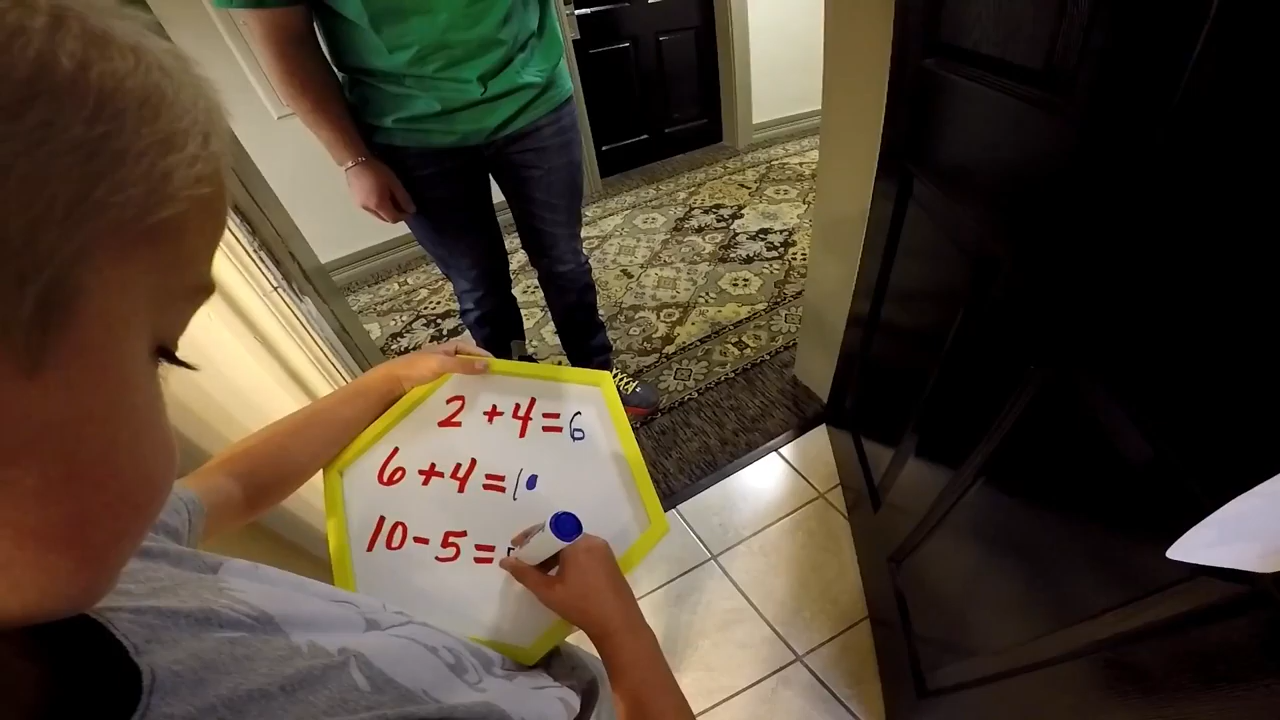 2 + 4 = 6
6 + 4 = 10
10 - 5 =